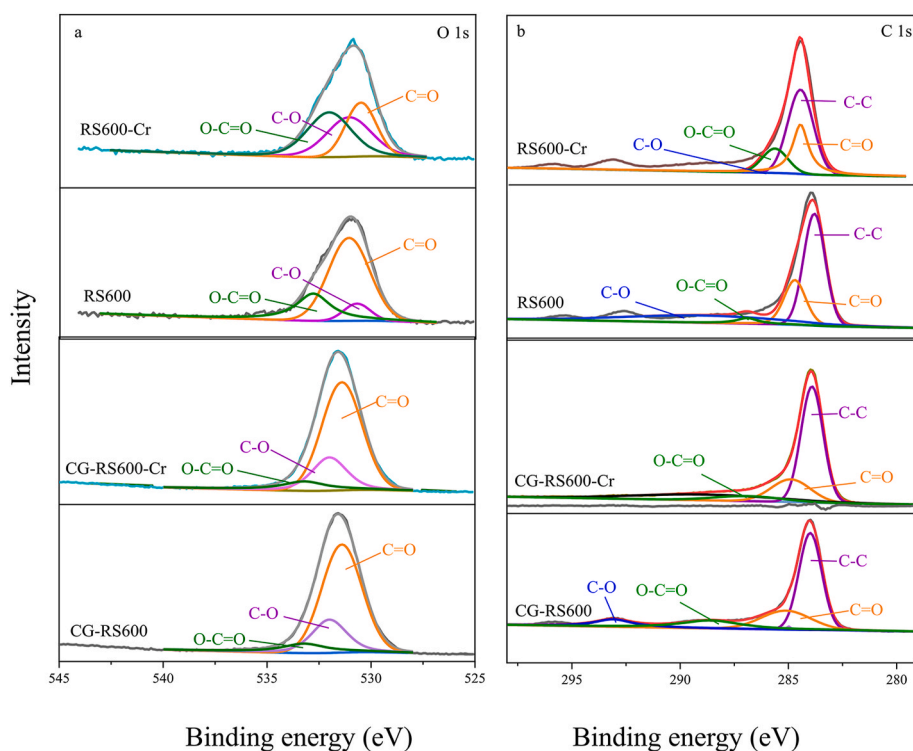 a
O 1s
C=O
C-O
O-C=O
RS600-Cr
C=O
C-O
O-C=O
RS600
C=O
C-O
O-C=O
CG-RS600-Cr
C=O
C-O
O-C=O
CG-RS600
545
540
535
530
525
Binding energy (eV)
Intensity
b
C 1s
C-C
O-C=O
C=O
C-O
RS600-Cr
C-C
C-O
O-C=O
C=O
RS600
C-C
O-C=O
C=O
CG-RS600-Cr
C-C
C-O
O-C=O
C=O
CG-RS600
295
290
285
280
Binding energy (eV)